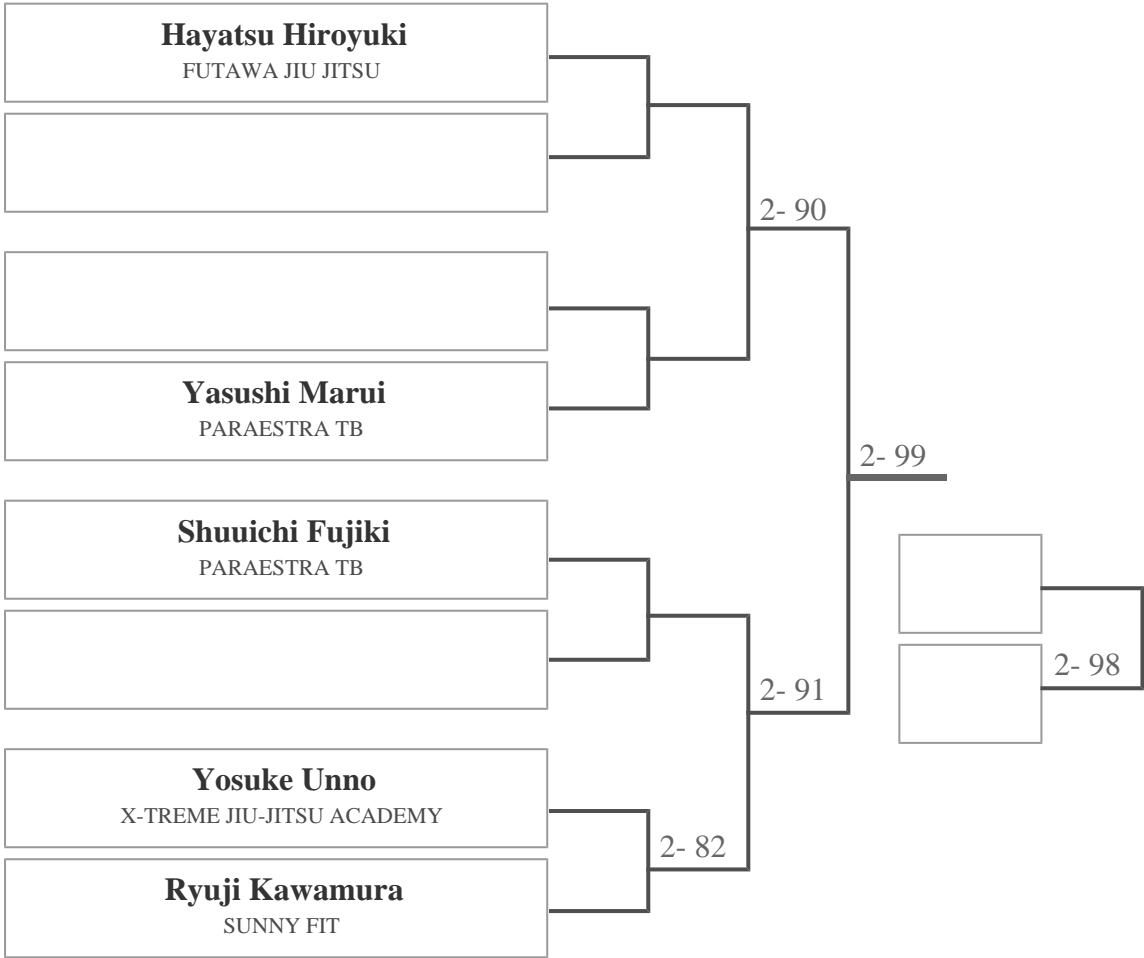 Hayatsu Hiroyuki
FUTAWA JIU JITSU
2- 90
Yasushi Marui
PARAESTRA TB
2- 99
Shuuichi Fujiki
PARAESTRA TB
2- 98
2- 91
Yosuke Unno
X-TREME JIU-JITSU ACADEMY
2- 82
Ryuji Kawamura
SUNNY FIT